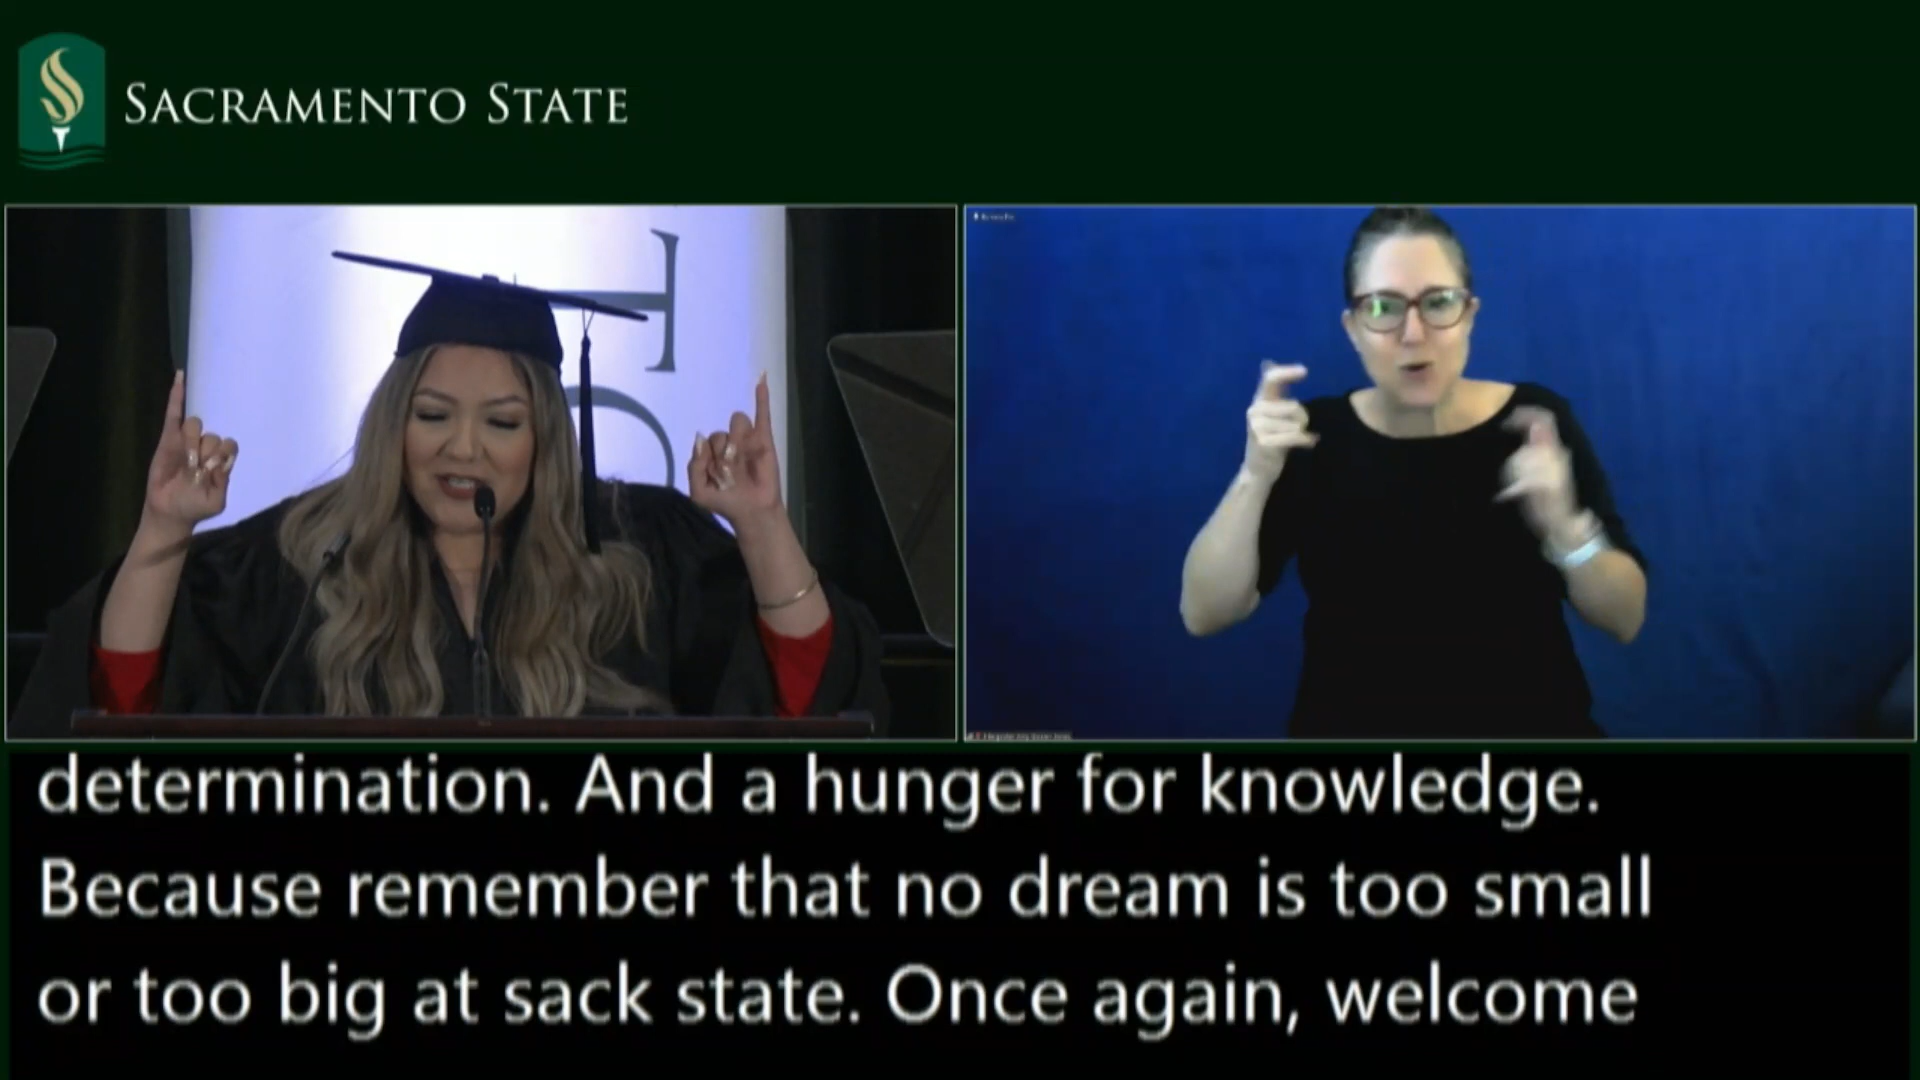 SACRAMENTO STATE
determination. And a hunger for knowledge.
Because remember that no dream is too small
or too big at sack state. Once again, welcome